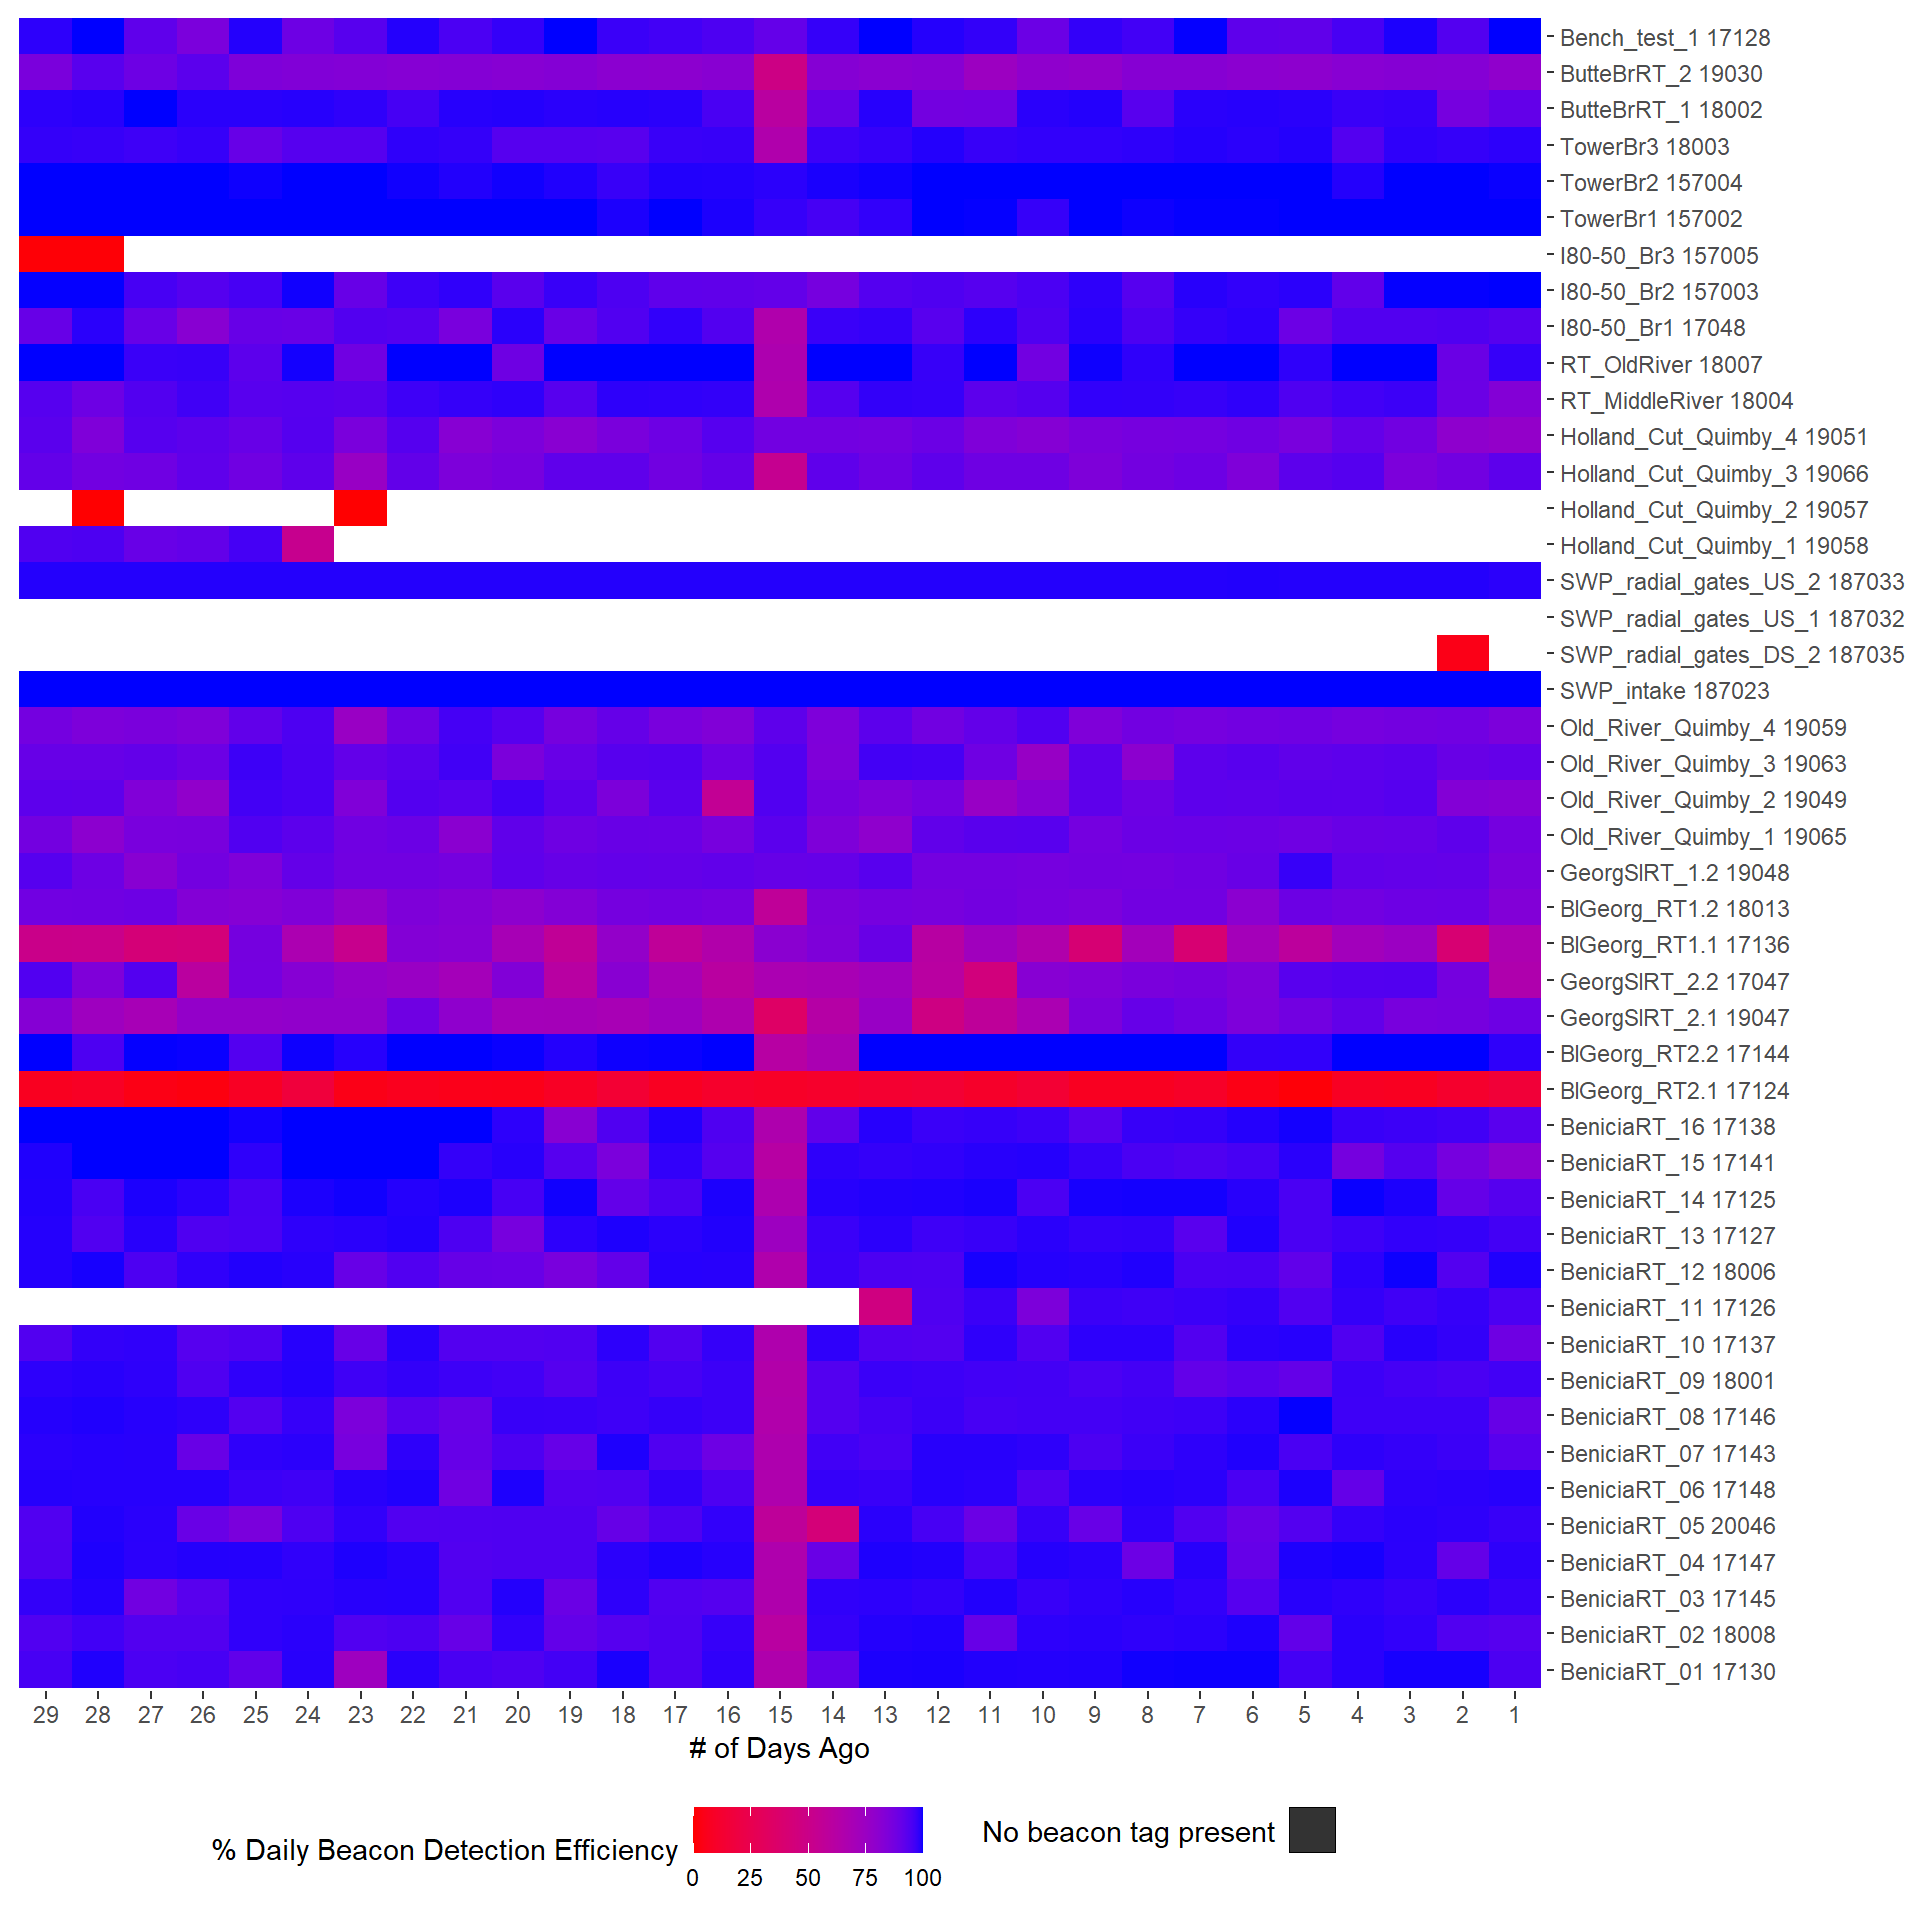 Bench_test_1 17128
ButteBrRT_2 19030
ButteBrRT_1 18002
TowerBr3 18003
TowerBr2 157004
TowerBr1 157002
I80-50_Br3 157005
I80-50_Br2 157003
I80-50_Br1 17048
RT_OldRiver 18007
RT_MiddleRiver 18004
Holland_Cut_Quimby_4 19051
Holland_Cut_Quimby_3 19066
Holland_Cut_Quimby_2 19057
Holland_Cut_Quimby_1 19058
SWP_radial_gates_US_2 187033
SWP_radial_gates_US_1 187032
SWP_radial_gates_DS_2 187035
SWP_intake 187023
Old_River_Quimby_4 19059
Old_River_Quimby_3 19063
Old_River_Quimby_2 19049
Old_River_Quimby_1 19065
GeorgSlRT_1.2 19048
BlGeorg_RT1.2 18013
BlGeorg_RT1.1 17136
GeorgSlRT_2.2 17047
GeorgSlRT_2.1 19047
BlGeorg_RT2.2 17144
BlGeorg_RT2.1 17124
BeniciaRT_16 17138
BeniciaRT_15 17141
BeniciaRT_14 17125
BeniciaRT_13 17127
BeniciaRT_12 18006
BeniciaRT_11 17126
BeniciaRT_10 17137
BeniciaRT_09 18001
BeniciaRT_08 17146
BeniciaRT_07 17143
BeniciaRT_06 17148
BeniciaRT_05 20046
BeniciaRT_04 17147
BeniciaRT_03 17145
BeniciaRT_02 18008
BeniciaRT_01 17130
29 28 27 26 25 24 23 22 21 20 19 18 17 16 15 14 13 12 11 10 9 8 7 6 5 4 3 2 1
# of Days Ago
% Daily Beacon Detection Efficiency
0 25 50 75 100
No beacon tag present